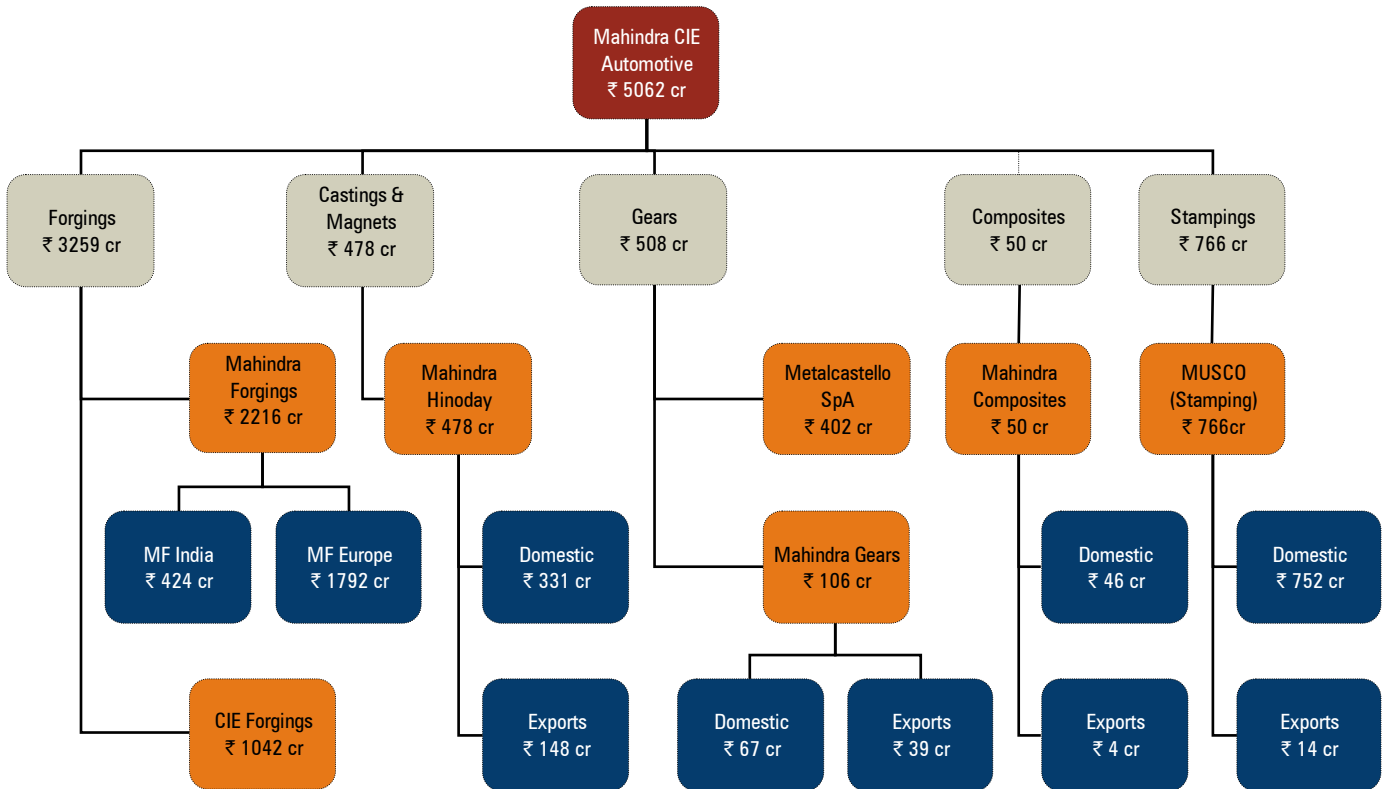 Mahindra CIE
Automotive
₹ 5062 cr
Forgings
₹ 3259 cr
Castings &
Magnets
₹ 478 cr
Gears
₹ 508 cr
Composites
₹ 50 cr
Stampings
₹ 766 cr
Mahindra
Forgings
₹ 2216 cr
Mahindra
Hinoday
₹ 478 cr
Metalcastello
SpA
₹ 402 cr
Mahindra
Composites
₹ 50 cr
MUSCO
(Stamping)
₹ 766cr
MF India
₹ 424 cr
MF Europe
₹ 1792 cr
Domestic
₹ 331 cr
Mahindra Gears
₹ 106 cr
Domestic
₹ 46 cr
Domestic
₹ 752 cr
CIE Forgings
₹ 1042 cr
Exports
₹ 148 cr
Domestic
₹ 67 cr
Exports
₹ 39 cr
Exports
₹ 4 cr
Exports
₹ 14 cr